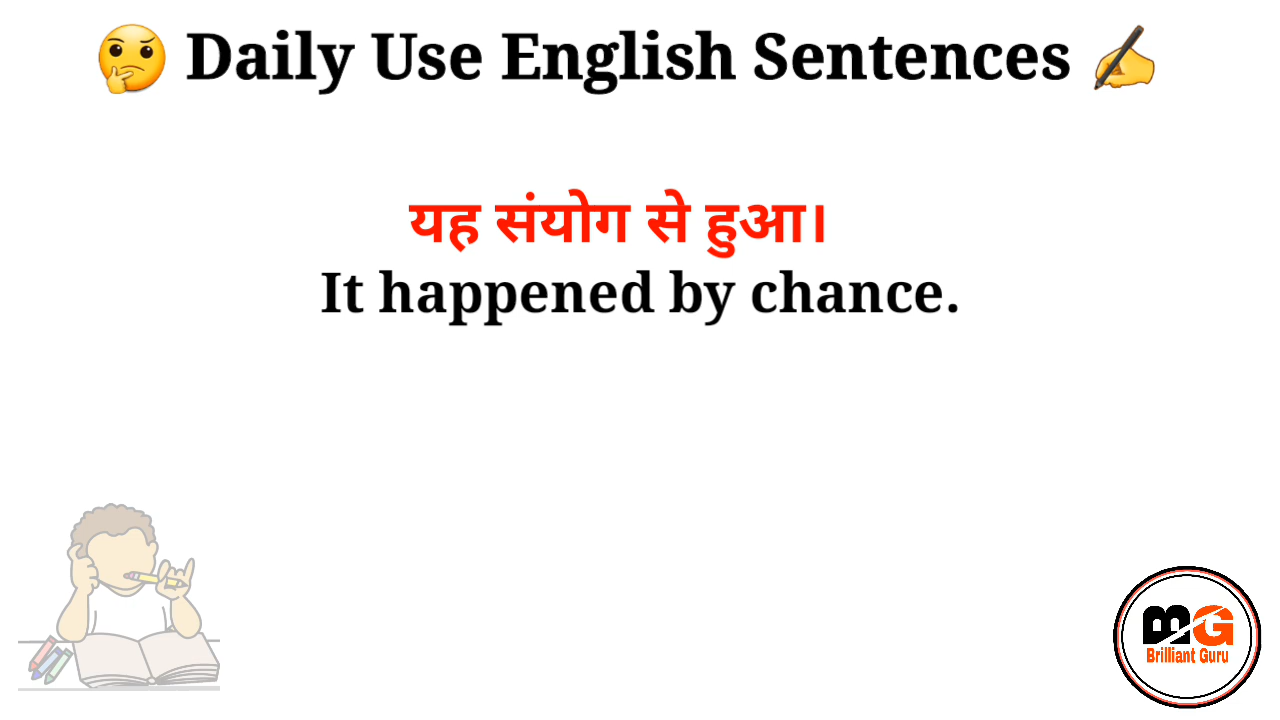 🤔 Daily Use English Sentences ✍
यह संयोग से हुआ।
It happened by chance.
BG
Brilliant Guru